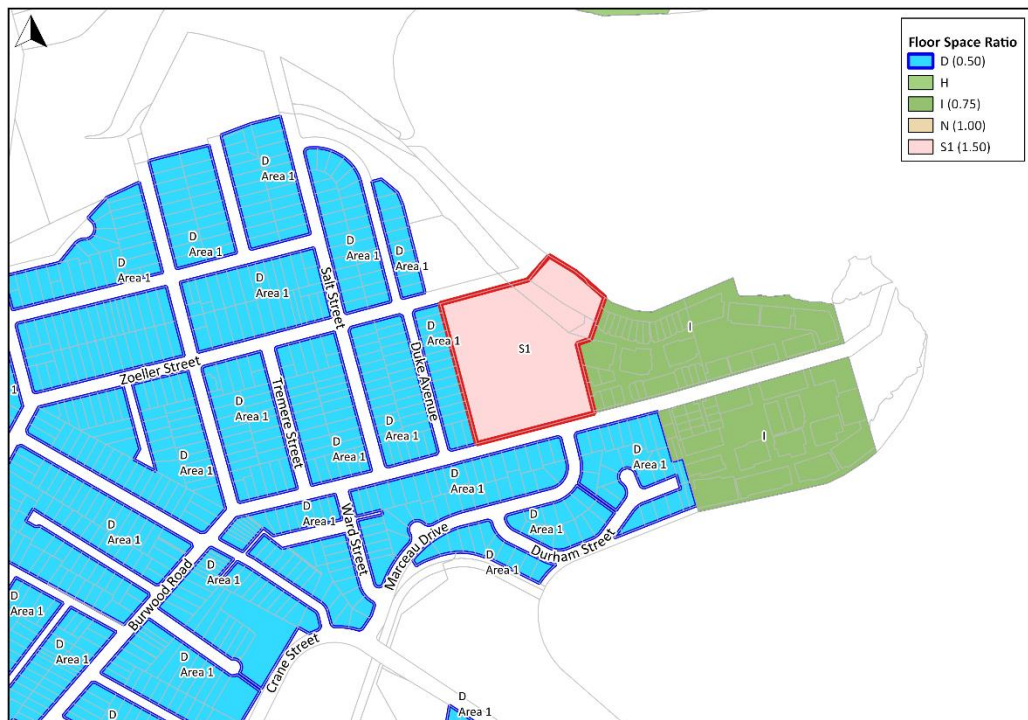 Floor Space Ratio
D (0.50)
H
I (0.75)
N (1.00)
S1 (1.50)
D
Area 1
D
Area 1
D
Area 1
D
Area 1
D
Area 1
D
Area 1
D
Area 1
Salt Street
D
Area 1
S1
I
Zoeller Street
Tremere Street
Duke Avenue
D
Area 1
D
Area 1
D
Area 1
D
Area 1
1
D
Area 1
D
Area 1
I
D
Area 1
D
Area 1
Ward Street
D
Area 1
Marceau Drive
Durham Street
D
Area 1
D
Area 1
Burwood Road
D
Area 1
D
Area 1
D
Area 1
Crane Street
D
Area 1
D
D
Area 1